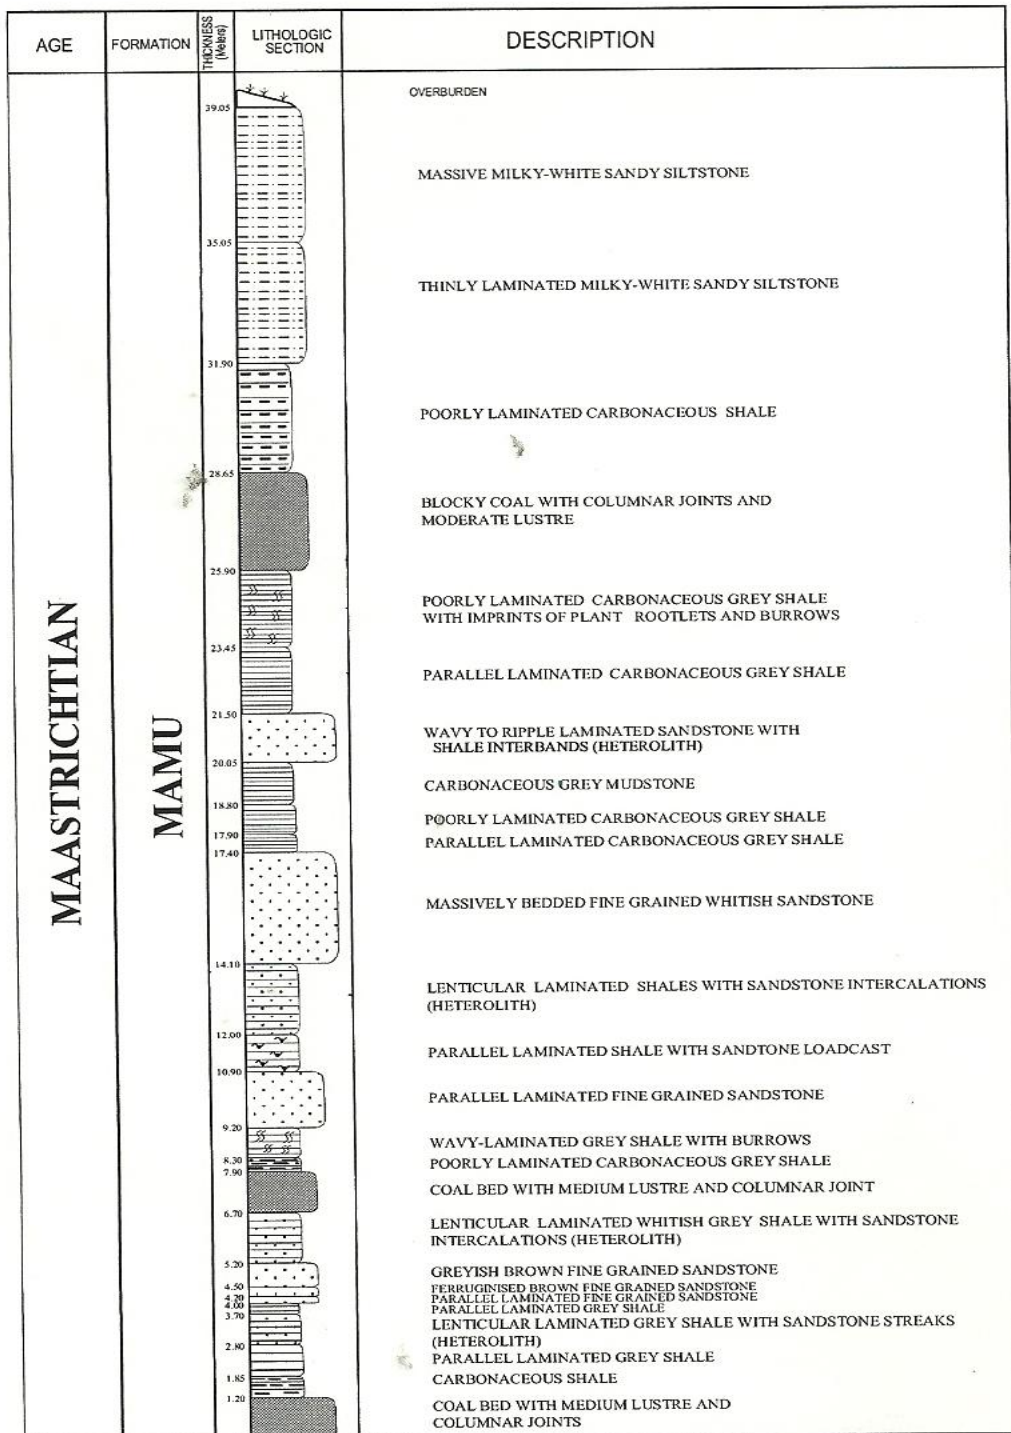 AGE
FORMATION
THICKNESS
(Meters)
LITHOLOGIC
SECTION
DESCRIPTION
OVERBURDEN
39.05
MASSIVE MILKY-WHITE SANDY SILTSTONE
35.05
THINLY LAMINATED MILKY-WHITE SANDY SILTSTONE
31.90
POORLY LAMINATED CARBONACEOUS SHALE
28.65
BLOCKY COAL WITH COLUMNAR JOINTS AND
MODERATE LUSTRE
25.90
POORLY LAMINATED CARBONACEOUS GREY SHALE
WITH IMPRINTS OF PLANT ROOTLETS AND BURROWS
23.45
PARALLEL LAMINATED CARBONACEOUS GREY SHALE
21.50
WAVY TO RIPPLE LAMINATED SANDSTONE WITH
SHALE INTERBANDS (HETEROLITH)
20.05
CARBONACEOUS GREY MUDSTONE
18.80
POORLY LAMINATED CARBONACEOUS GREY SHALE
17.90
PARALLEL LAMINATED CARBONACEOUS GREY SHALE
17.40
MASSIVELY BEDDED FINE GRAINED WHITISH SANDSTONE
14.10
LENTICULAR LAMINATED SHALES WITH SANDSTONE INTERCALATIONS
(HETEROLITH)
12.00
PARALLEL LAMINATED SHALE WITH SANDTONE LOADCAST
10.90
PARALLEL LAMINATED FINE GRAINED SANDSTONE
9.20
WAVY-LAMINATED GREY SHALE WITH BURROWS
8.30
POORLY LAMINATED CARBONACEOUS GREY SHALE
7.90
COAL BED WITH MEDIUM LUSTRE AND COLUMNAR JOINT
6.70
LENTICULAR LAMINATED WHITISH GREY SHALE WITH SANDSTONE
INTERCALATIONS (HETEROLITH)
5.20
GREYISH BROWN FINE GRAINED SANDSTONE
4.50
FERRUGINISED BROWN FINE GRAINED SANDSTONE
4.20
PARALLEL LAMINATED FINE GRAINED SANDSTONE
4.00
PARALLEL LAMINATED GREY SHALE
3.70
LENTICULAR LAMINATED GREY SHALE WITH SANDSTONE STREAKS
(HETEROLITH)
2.80
PARALLEL LAMINATED GREY SHALE
1.85
CARBONACEOUS SHALE
1.20
COAL BED WITH MEDIUM LUSTRE AND
COLUMNAR JOINTS
MAASTRICHTIAN
MAMU